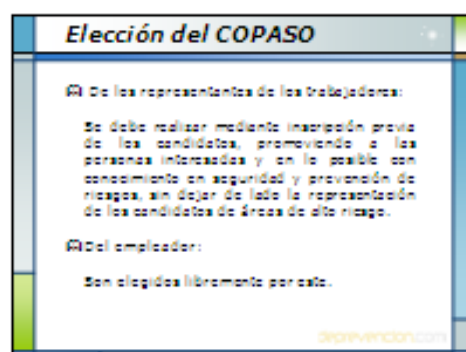 Elección del COPASO
De los representantes de los trabajadores:
Se debe realizar mediante inscripción previa
de los candidatos, promoviendo a las
personas interesadas y en lo posible con
conocimiento en seguridad y prevención de
riesgos, sin dejar de lado la representación
de los candidatos de áreas de alto riesgo.
Del empleador:
Son elegidos libremente por este.
deprevencion.com